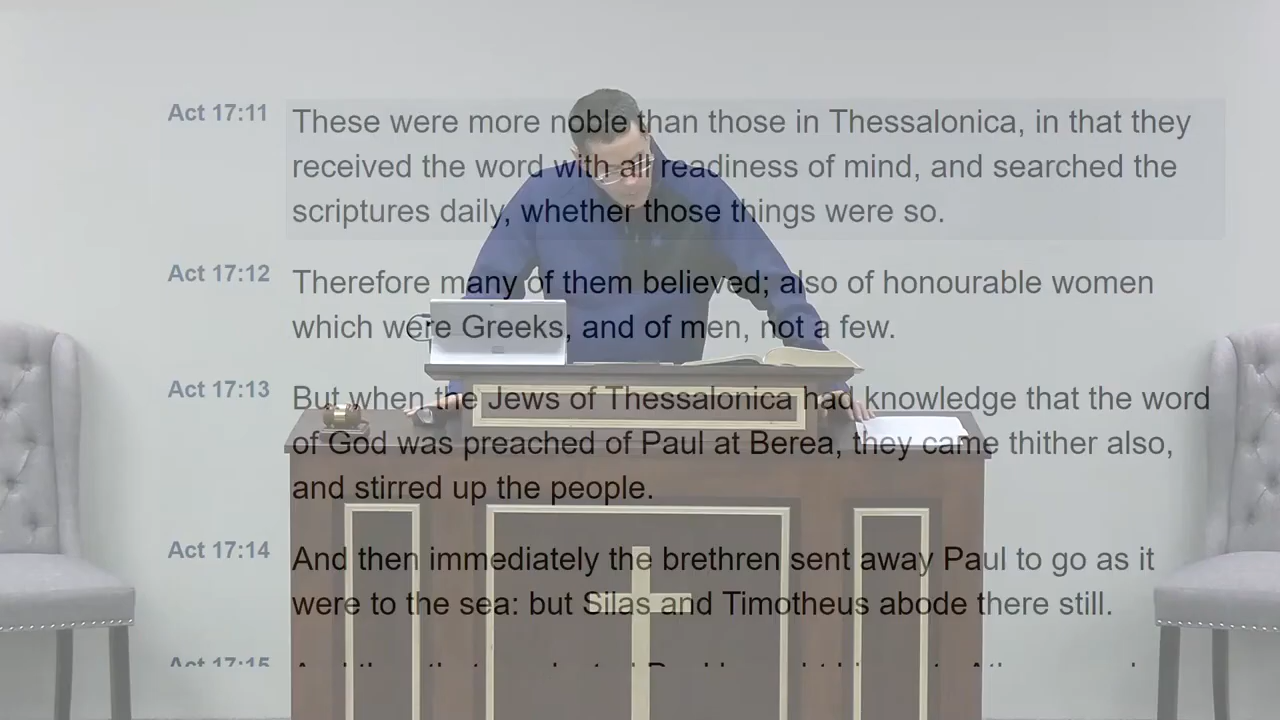 Act 17:11 These were more noble than those in Thessalonica, in that they
received the word with all readiness of mind, and searched the
scriptures daily, whether those things were so.
Act 17:12 Therefore many of them believed; also of honourable women
which were Greeks, and of men, not a few.
Act 17:13 But when the Jews of Thessalonica had knowledge that the word
of God was preached of Paul at Berea, they came thither also,
and stirred up the people.
Act 17:14 And then immediately the brethren sent away Paul to go as it
were to the sea: but Silas and Timotheus abode there still.
Act 17:15